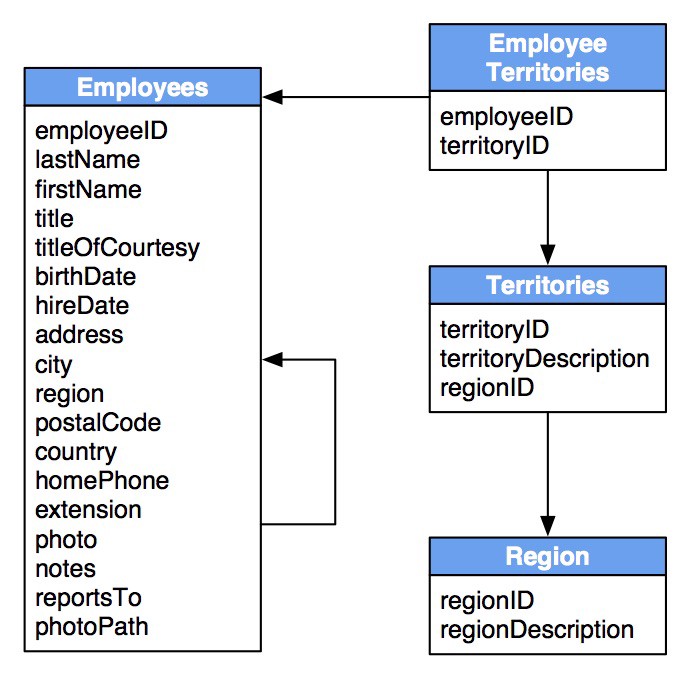 Employees
employeeID
lastName
firstName
title
titleOfCourtesy
birthDate
hireDate
address
city
region
postalCode
country
homePhone
extension
photo
notes
reportsTo
photoPath
Employee
Territories
employeeID
territoryID
Territories
territoryID
territoryDescription
regionID
Region
regionID
regionDescription